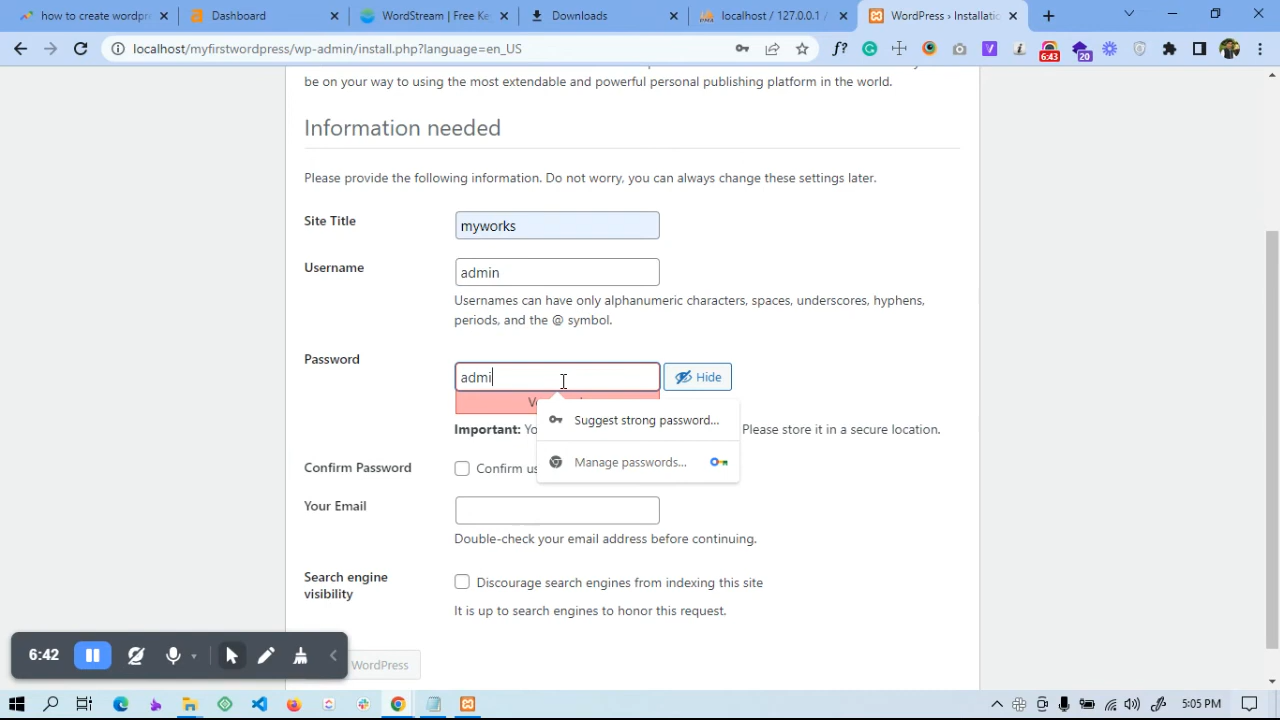 how to create wordpr
Dashboard
WordStream | Free Ke
Downloads
localhost / 127.0.0.1 /
WordPress › Installatio
localhost/myfirstwordpress/wp-admin/install.php?language=en_US
6:43
20
be on your way to using the most extendable and powerful personal publishing platform in the world.
Information needed
Please provide the following information. Do not worry, you can always change these settings later.
Site Title
myworks
Username
admin
Usernames can have only alphanumeric characters, spaces, underscores, hyphens,
periods, and the @ symbol.
Password
admi
Hide
Suggest strong password...
Important: Yo
Please store it in a secure location.
Manage passwords...
Confirm Password
Confirm us
Your Email
Double-check your email address before continuing.
Search engine
visibility
Discourage search engines from indexing this site
It is up to search engines to honor this request.
6:42
WordPress
5:05 PM